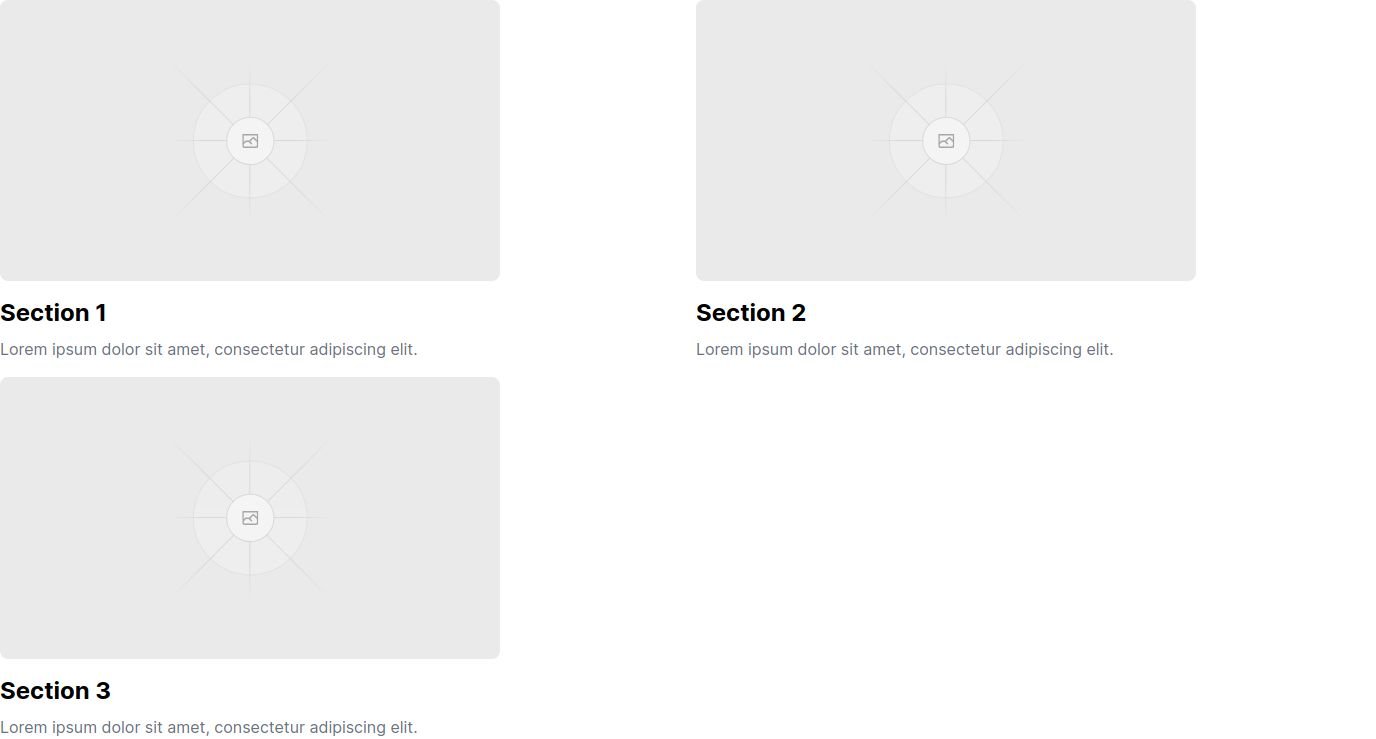 Section 1
Lorem ipsum dolor sit amet, consectetur adipiscing elit.
Section 2
Lorem ipsum dolor sit amet, consectetur adipiscing elit.
Section 3
Lorem ipsum dolor sit amet, consectetur adipiscing elit.